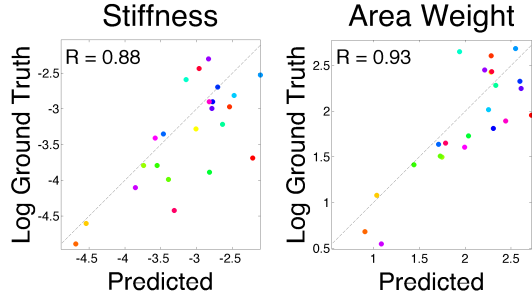 Stiffness
R = 0.88
Log Ground Truth
-2.5
-3
-3.5
-4
-4.5
-4.5 -4 -3.5 -3 -2.5
Predicted
Area Weight
R = 0.93
Log Ground Truth
2.5
2
1.5
1
0.5
1 1.5 2 2.5
Predicted